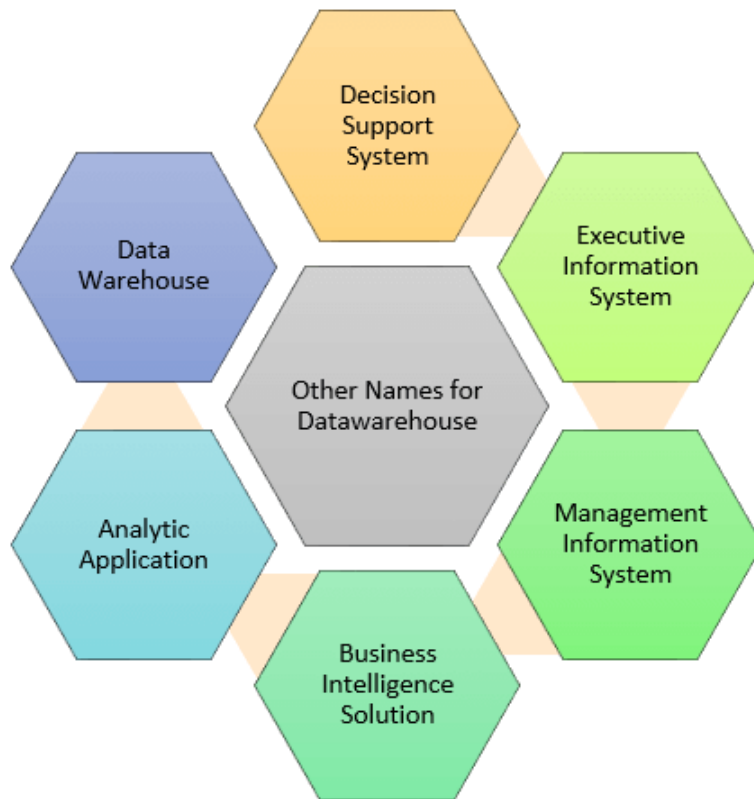 Decision
Support
System
Executive
Information
System
Management
Information
System
Business
Intelligence
Solution
Analytic
Application
Data
Warehouse
Other Names for
Datawarehouse